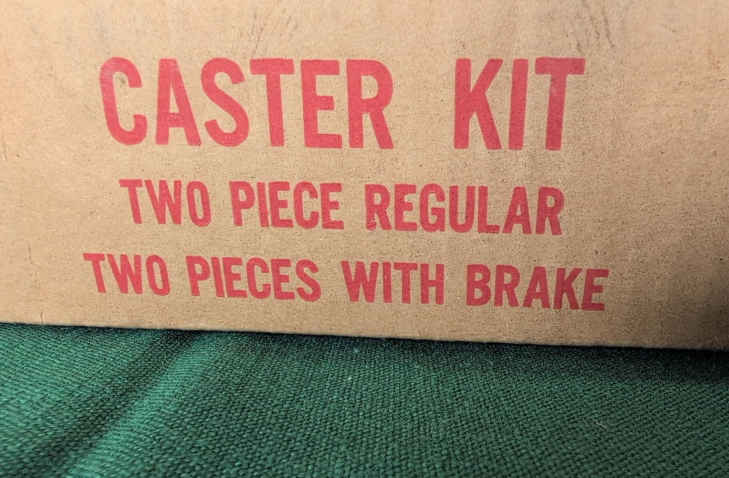 CASTER KIT
TWO PIECE REGULAR
TWO PIECES WITH BRAKE